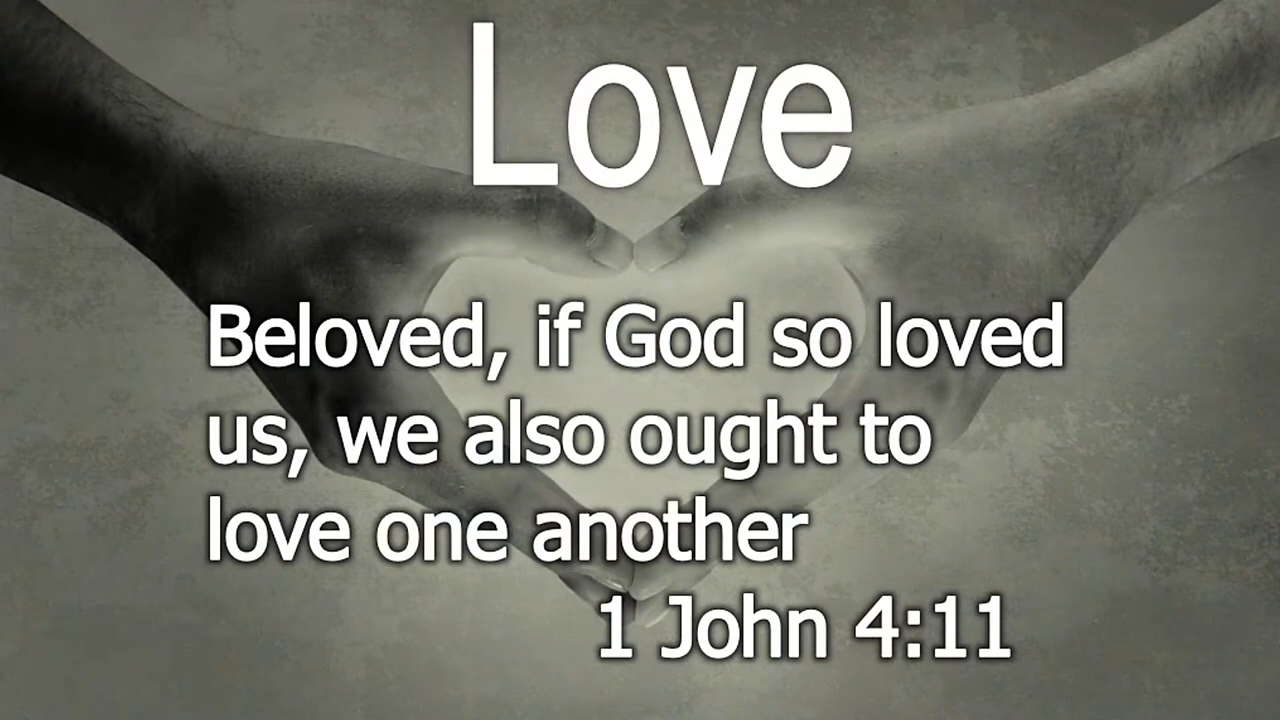 Love
Beloved, if God so loved
us, we also ought to
love one another
1 John 4:11